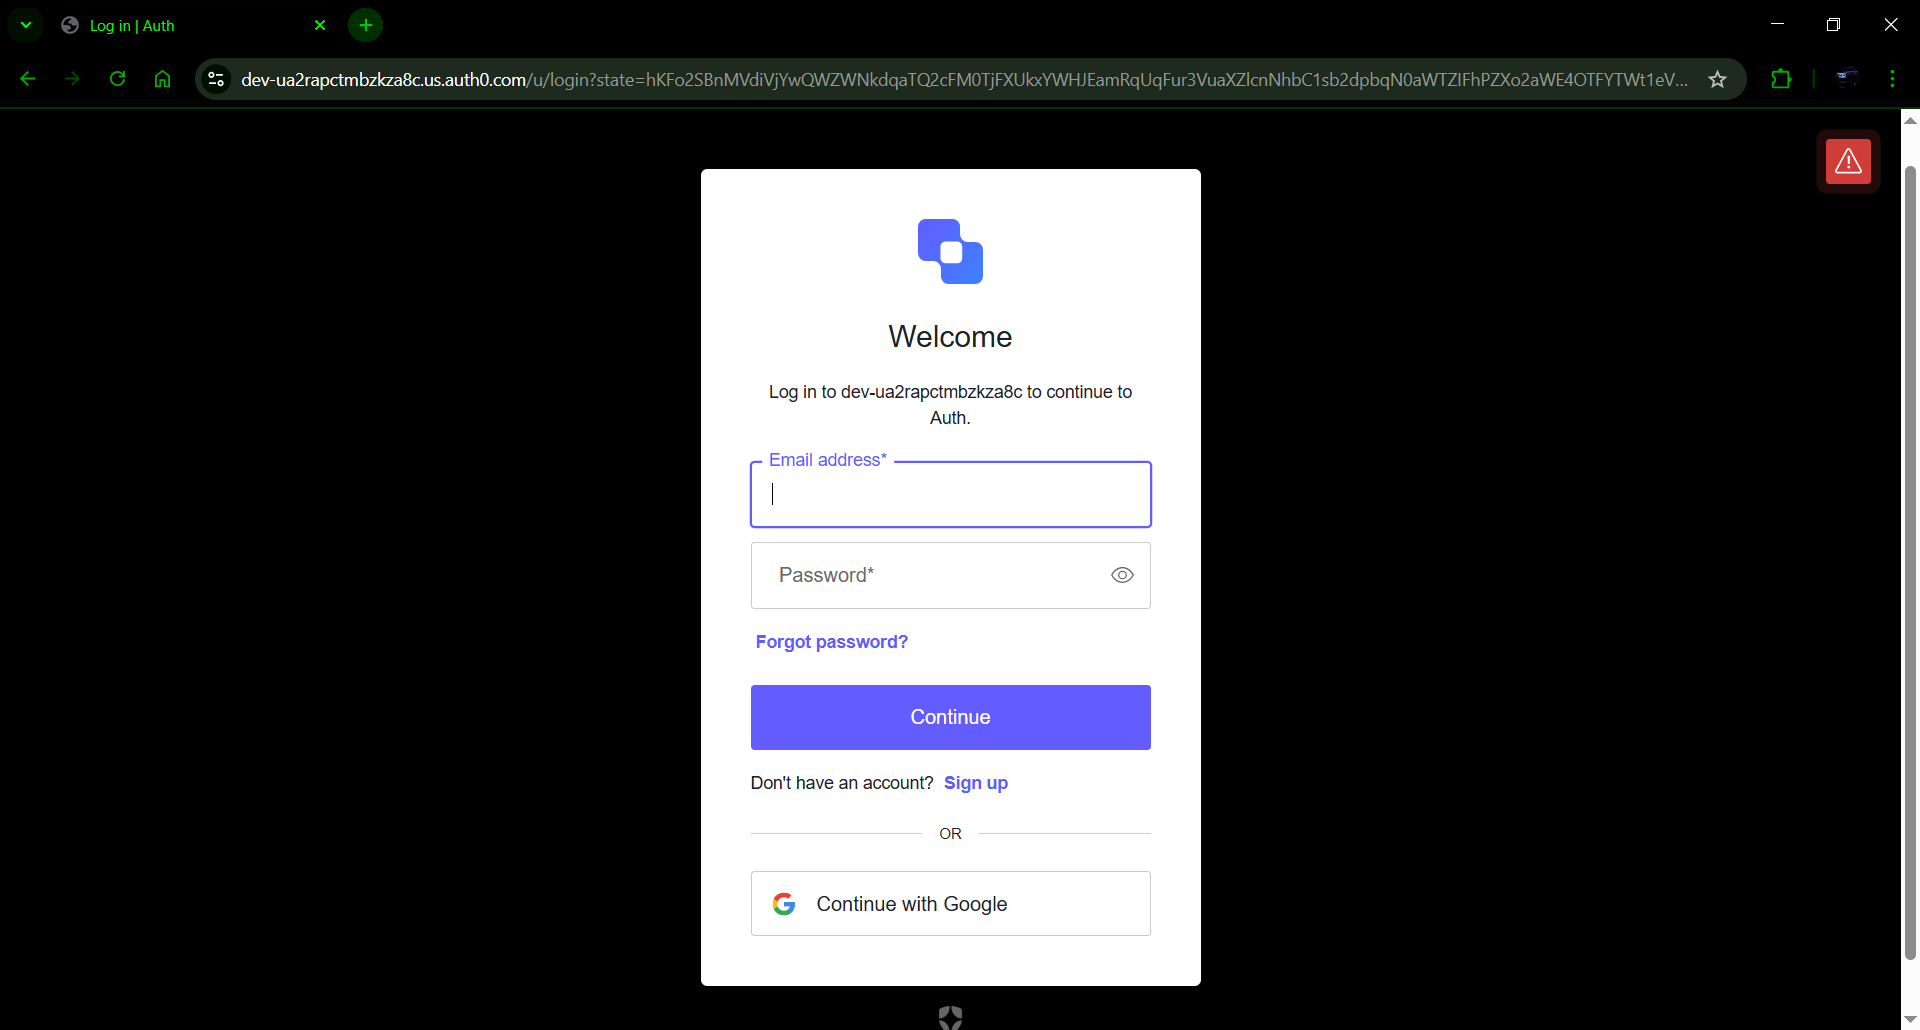 Log in | Auth
dev-ua2rapctmbzkza8c.us.auth0.com/u/login?state=hKFo2SBnMVdiVjYwQWZWNkdqaTQ2cFM0TjFXUkxYWHJEamRqUqFur3VuaXZlcnNhbC1sb2dpbqN0aWTZIFhPZXo2aWE4OTFYTWt1eV...
Welcome
Log in to dev-ua2rapctmbzkza8c to continue to
Auth.
Email address*
Password*
Forgot password?
Continue
Don't have an account? Sign up
OR
Continue with Google